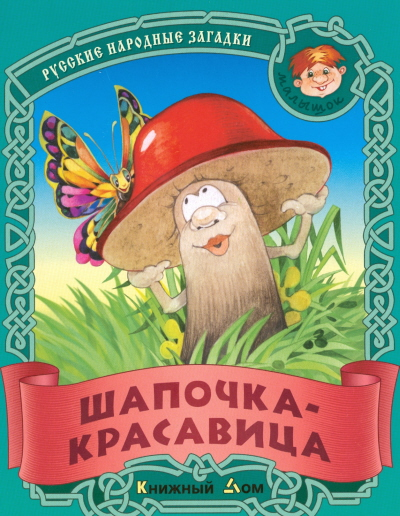 РУССКИЕ НАРОДНЫЕ ЗАГАДКИ
МАЛЫШОК
ШАПОЧКА-
КРАСАВИЦА
Книжный Дом